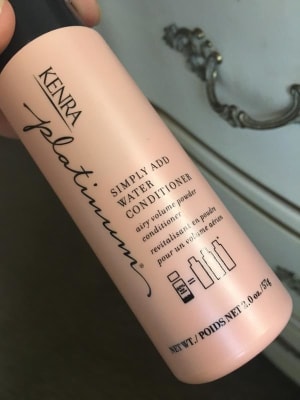 KENRA
platinum®
SIMPLY ADD
WATER
CONDITIONER
airy volume powder
conditioner
revitalisant en poudre
pour un volume aérien
NET WT./POIDS NET 2.0 oz./57g